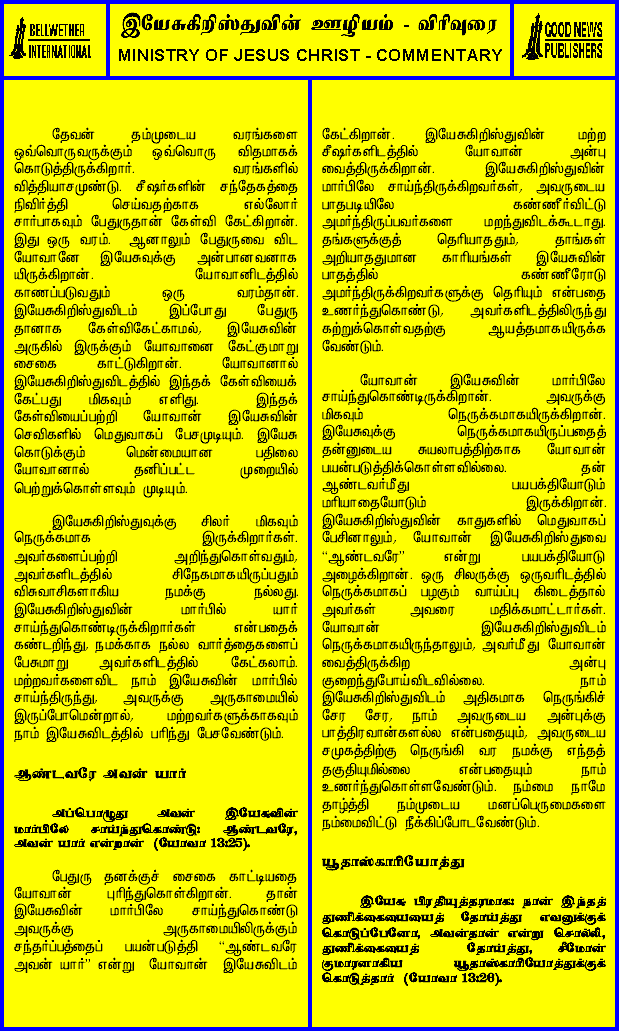 BELLWETHER
INTERNATIONAL
இயேசுகிறிஸ்துவின் ஊழியம் - விரிவுரை
MINISTRY OF JESUS CHRIST - COMMENTARY
GOOD NEWS
PUBLISHERS
தேவன் தம்முடைய வரங்களை
ஒவ்வொருவருக்கும் ஒவ்வொரு விதமாகக்
கொடுத்திருக்கிறார். வரங்களில்
வித்தியாசமுண்டு. சீஷர்களின் சந்தேகத்தை
நிவிர்த்தி செய்வதற்காக எல்லோர்
சார்பாகவும் பேதுருதான் கேள்வி கேட்கிறான்.
இது ஒரு வரம். ஆனாலும் பேதுருவை விட
யோவானே இயேசுவுக்கு அன்பானவனாக
யிருக்கிறான். யோவானிடத்தில்
காணப்படுவதும் ஒரு வரம்தான்.
இயேசுகிறிஸ்துவிடம் இப்போது பேதுரு
தானாக கேள்விகேட்காமல், இயேசுவின்
அருகில் இருக்கும் யோவானை கேட்குமாறு
சைகை காட்டுகிறான். யோவானால்
இயேசுகிறிஸ்துவிடத்தில் இந்தக் கேள்வியைக்
கேட்பது மிகவும் எளிது. இந்தக்
கேள்வியைப்பற்றி யோவான் இயேசுவின்
செவிகளில் மெதுவாகப் பேசமுடியும். இயேசு
கொடுக்கும் மென்மையான பதிலை
யோவானால் தனிப்பட்ட முறையில்
பெற்றுக்கொள்ளவும் முடியும்.
இயேசுகிறிஸ்துவுக்கு சிலர் மிகவும்
நெருக்கமாக இருக்கிறார்கள்.
அவர்களைப்பற்றி அறிந்துகொள்வதும்,
அவர்களிடத்தில் சிநேகமாகயிருப்பதும்
விசுவாசிகளாகிய நமக்கு நல்லது.
இயேசுகிறிஸ்துவின் மார்பில் யார்
சாய்ந்துகொண்டிருக்கிறார்கள் என்பதைக்
கண்டறிந்து, நமக்காக நல்ல வார்த்தைகளைப்
பேசுமாறு அவர்களிடத்தில் கேட்கலாம்.
மற்றவர்களைவிட நாம் இயேசுவின் மார்பில்
சாய்ந்திருந்து, அவருக்கு அருகாமையில்
இருப்போமென்றால், மற்றவர்களுக்காகவும்
நாம் இயேசுவிடத்தில் பரிந்து பேசவேண்டும்.
ஆண்டவரே அவன் யார்
அப்பொழுது அவன் இயேசுவின்
மார்பிலே சாய்ந்துகொண்டு: ஆண்டவரே,
அவன் யார் என்றான் (யோவா 13:25).
பேதுரு தனக்குச் சைகை காட்டியதை
யோவான் புரிந்துகொள்கிறான். தான்
இயேசுவின் மார்பிலே சாய்ந்துகொண்டு
அவருக்கு அருகாமையிலிருக்கும்
சந்தர்ப்பத்தைப் பயன்படுத்தி “ஆண்டவரே
அவன் யார்” என்று யோவான் இயேசுவிடம்
கேட்கிறான். இயேசுகிறிஸ்துவின் மற்ற
சீஷர்களிடத்தில் யோவான் அன்பு
வைத்திருக்கிறான். இயேசுகிறிஸ்துவின்
மார்பிலே சாய்ந்திருக்கிறவர்கள், அவருடைய
பாதபடியிலே கண்ணீர்விட்டு
அமர்ந்திருப்பவர்களை மறந்துவிடக்கூடாது.
தங்களுக்குத் தெரியாததும், தாங்கள்
அறியாததுமான காரியங்கள் இயேசுவின்
பாதத்தில் கண்ணீரோடு
அமர்ந்திருக்கிறவர்களுக்கு தெரியும் என்பதை
உணர்ந்துகொண்டு, அவர்களிடத்திலிருந்து
கற்றுக்கொள்வதற்கு ஆயத்தமாகயிருக்க
வேண்டும்.
யோவான் இயேசுவின் மார்பிலே
சாய்ந்துகொண்டிருக்கிறான். அவருக்கு
மிகவும் நெருக்கமாகயிருக்கிறான்.
இயேசுவுக்கு நெருக்கமாகயிருப்பதைத்
தன்னுடைய சுயலாபத்திற்காக யோவான்
பயன்படுத்திக்கொள்ளவில்லை. தன்
ஆண்டவர்மீது பயபக்தியோடும்
மரியாதையோடும் இருக்கிறான்.
இயேசுகிறிஸ்துவின் காதுகளில் மெதுவாகப்
பேசினாலும், யோவான் இயேசுகிறிஸ்துவை
“ஆண்டவரே” என்று பயபக்தியோடு
அழைக்கிறான். ஒரு சிலருக்கு ஒருவரிடத்தில்
நெருக்கமாகப் பழகும் வாய்ப்பு கிடைத்தால்
அவர்கள் அவரை மதிக்கமாட்டார்கள்.
யோவான் இயேசுகிறிஸ்துவிடம்
நெருக்கமாகயிருந்தாலும், அவர்மீது யோவான்
வைத்திருக்கிற அன்பு
குறைந்துபோய்விடவில்லை. நாம்
இயேசுகிறிஸ்துவிடம் அதிகமாக நெருங்கிச்
சேர சேர, நாம் அவருடைய அன்புக்கு
பாத்திரவான்களல்ல என்பதையும், அவருடைய
சமுகத்திற்கு நெருங்கி வர நமக்கு எந்தத்
தகுதியுமில்லை என்பதையும் நாம்
உணர்ந்துகொள்ளவேண்டும். நம்மை நாமே
தாழ்த்தி நம்முடைய மனப்பெருமைகளை
நம்மைவிட்டு நீக்கிப்போடவேண்டும்.
யூதாஸ்காரியோத்து
இயேசு பிரதியுத்தரமாக: நான் இந்தத்
துணிக்கையையைத் தோய்த்து எவனுக்குக்
கொடுப்பேனோ, அவன்தான் என்று சொல்லி,
துணிக்கையைத் தோய்த்து, சீமோன்
குமாரனாகிய யூதாஸ்காரியோத்துக்குக்
கொடுத்தார் (யோவா 13:26).